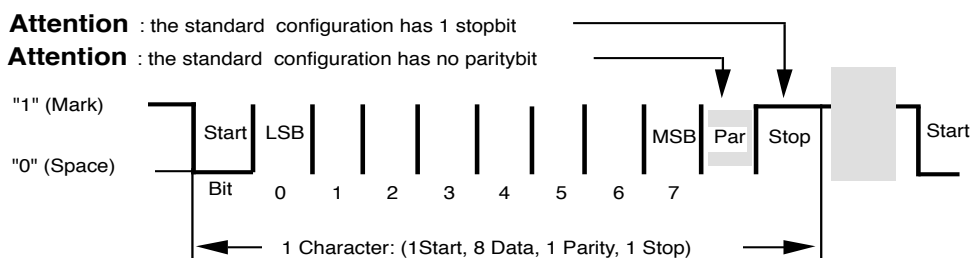 Attention : the standard configuration has 1 stopbit
Attention : the standard configuration has no paritybit
"1" (Mark)
Start LSB MSB Par Stop Start
"0" (Space)
Bit 0 1 2 3 4 5 6 7
1 Character: (1Start, 8 Data, 1 Parity, 1 Stop)